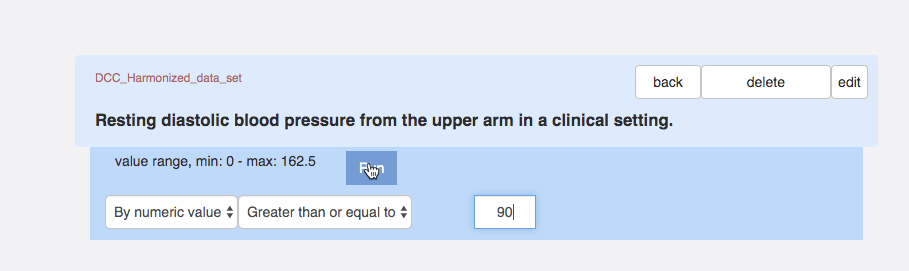 DCC_Harmonized_data_set
back delete edit
Resting diastolic blood pressure from the upper arm in a clinical setting.
value range, min: 0 - max: 162.5
By numeric value Greater than or equal to 90